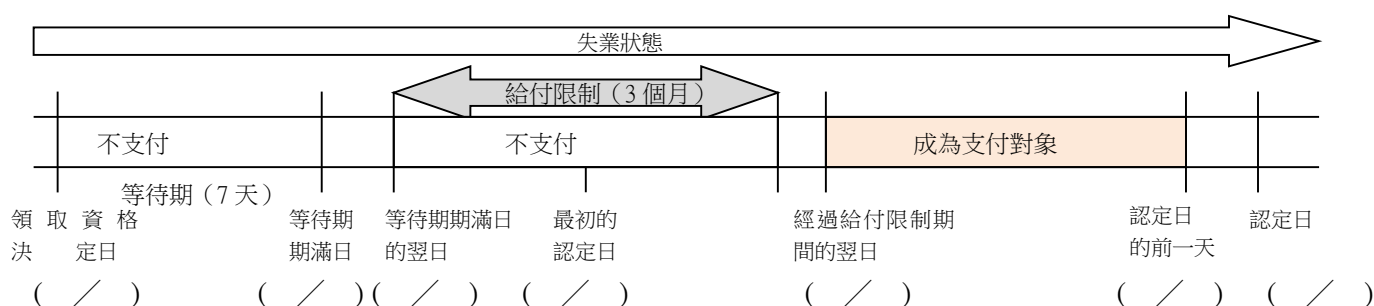 失業狀態
給付限制（3 個月）
不支付
不支付
成為支付對象
等待期（7 天）
領取資格
決定日
等待期
期滿日
等待期期滿日
的翌日
最初的
認定日
經過給付限制期
間的翌日
認定日
的前一天
認定日
( ／ ) ( ／ ) ( ／ ) ( ／ ) ( ／ ) ( ／ ) ( ／ )